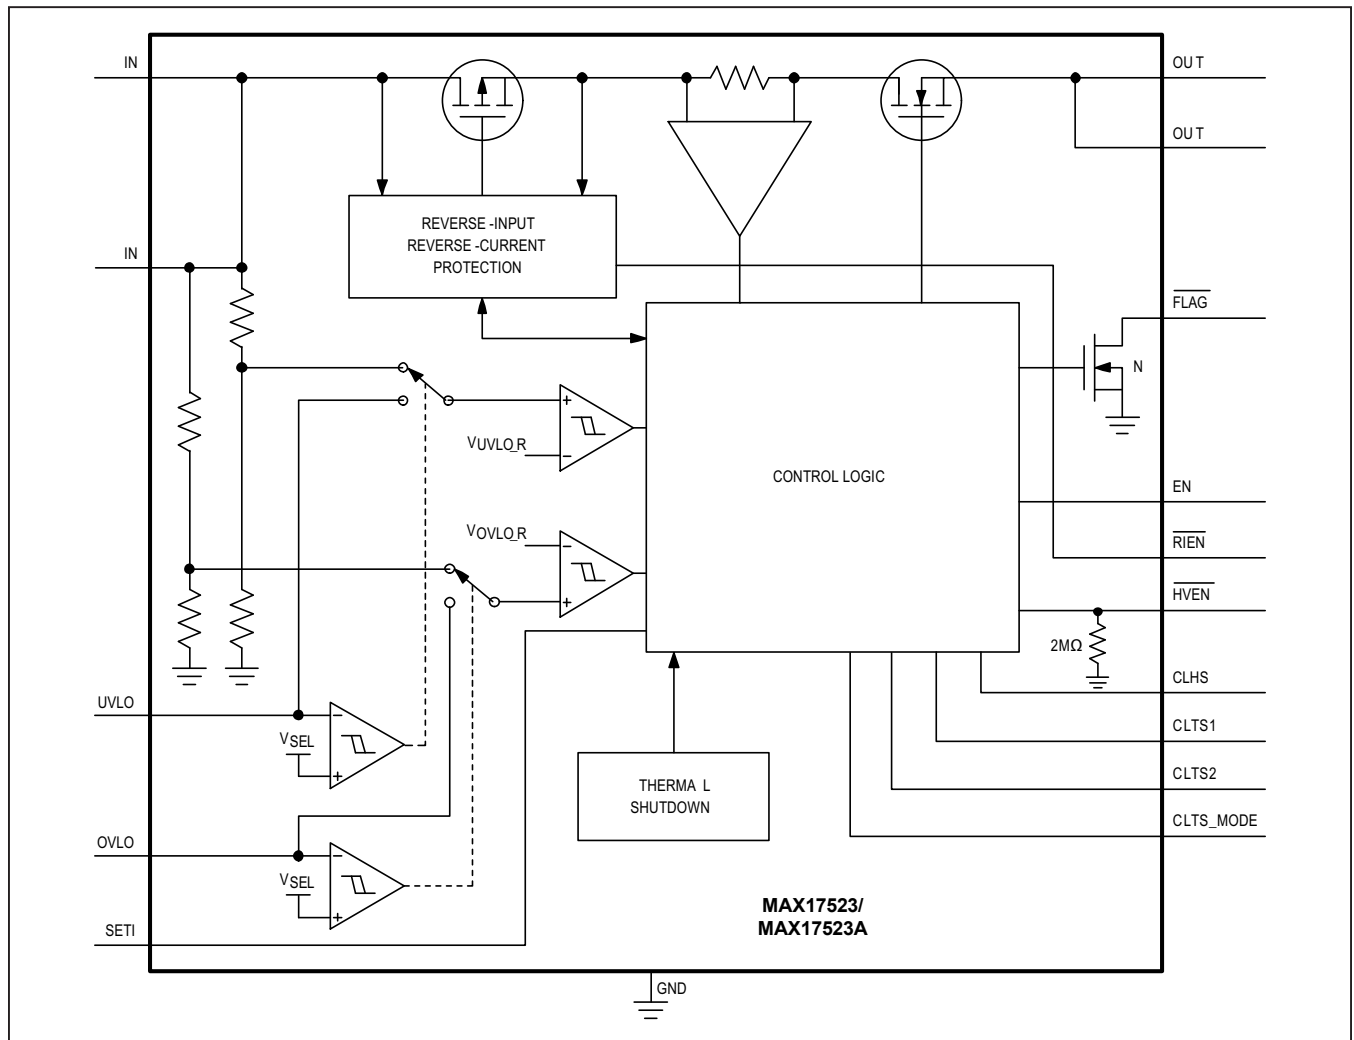 IN
OUT
OUT
REVERSE -INPUT
REVERSE -CURRENT
PROTECTION
IN
FLAG
N
VUVLO_R
CONTROL LOGIC
EN
VOVLO_R
RIEN
HVEN
2MΩ
CLHS
UVLO
CLTS1
VSEL
-
+
CLTS2
THERMA L
SHUTDOWN
CLTS_MODE
OVLO
VSEL
-
+
MAX17523/
MAX17523A
SETI
GND